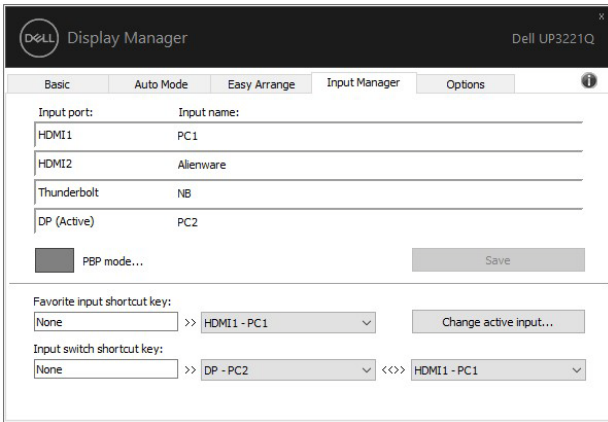 x
DELL Display Manager Dell UP3221Q
Basic Auto Mode Easy Arrange Input Manager Options i
Input port: Input name:
HDMI1 PC1
HDMI2 Alienware
Thunderbolt NB
DP (Active) PC2
PBP mode... Save
Favorite input shortcut key:
None >> HDMI1 - PC1 Change active input...
Input switch shortcut key:
None >> DP - PC2 <<>> HDMI1 - PC1